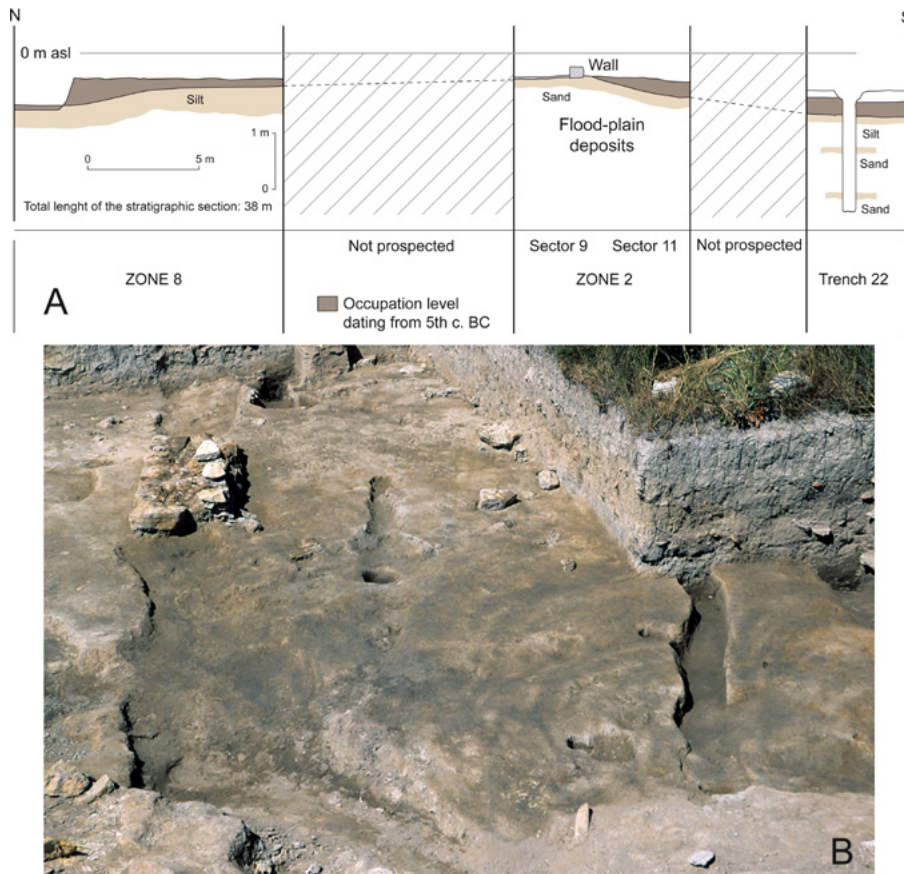 N
S
0 m asl
Wall
Silt
Sand
Flood-plain
deposits
1 m
0
5 m
0
Silt
Sand
Sand
Total lenght of the stratigraphic section: 38 m
Not prospected
Sector 9
Sector 11
Not prospected
ZONE 8
ZONE 2
Trench 22
A
Occupation level
dating from 5th c. BC
B